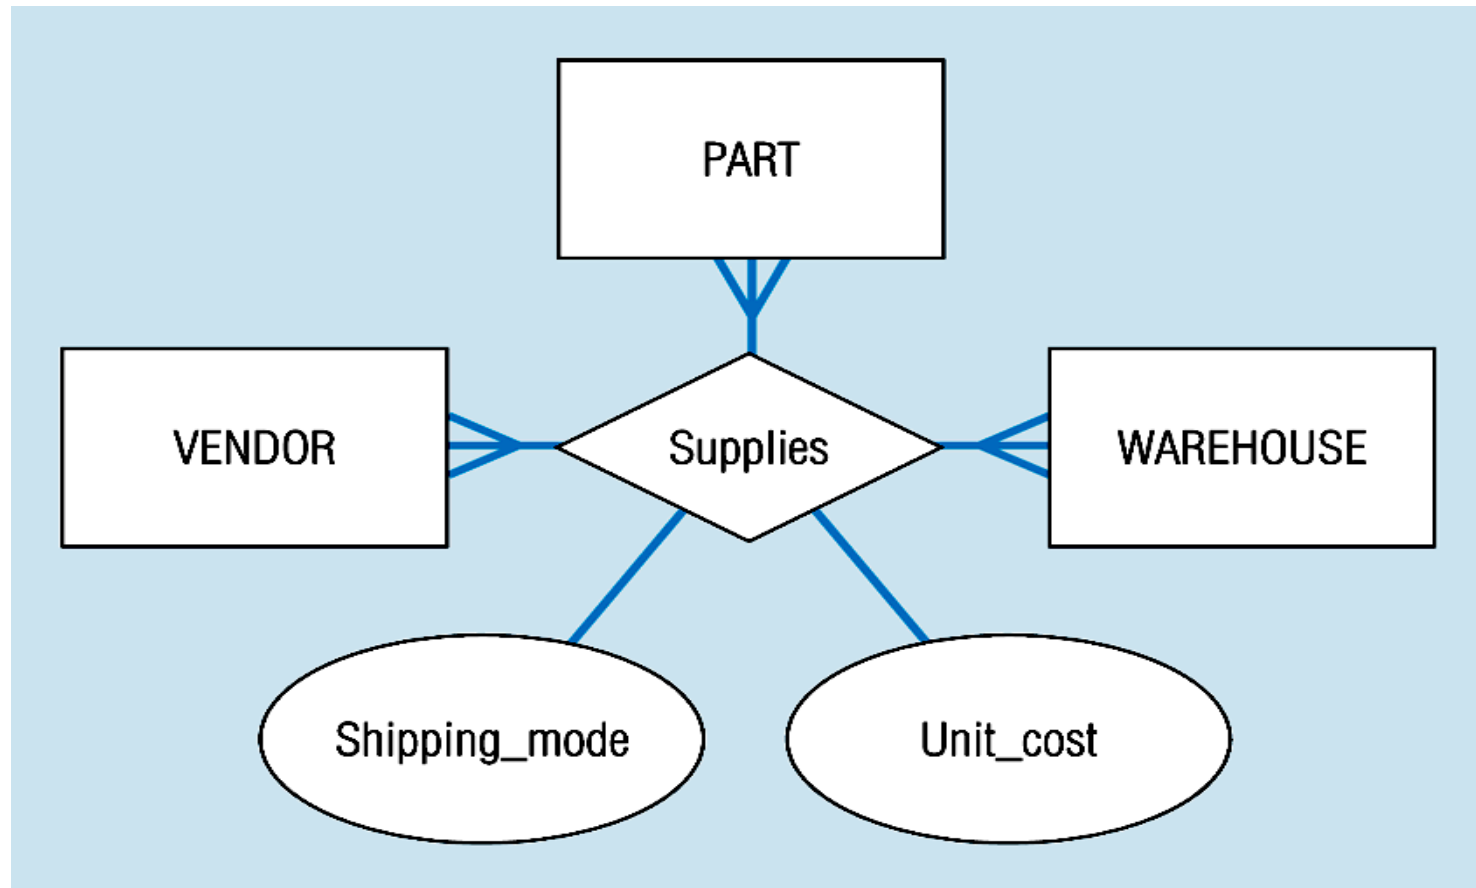 PART
VENDOR
Supplies
WAREHOUSE
Shipping_mode
Unit_cost